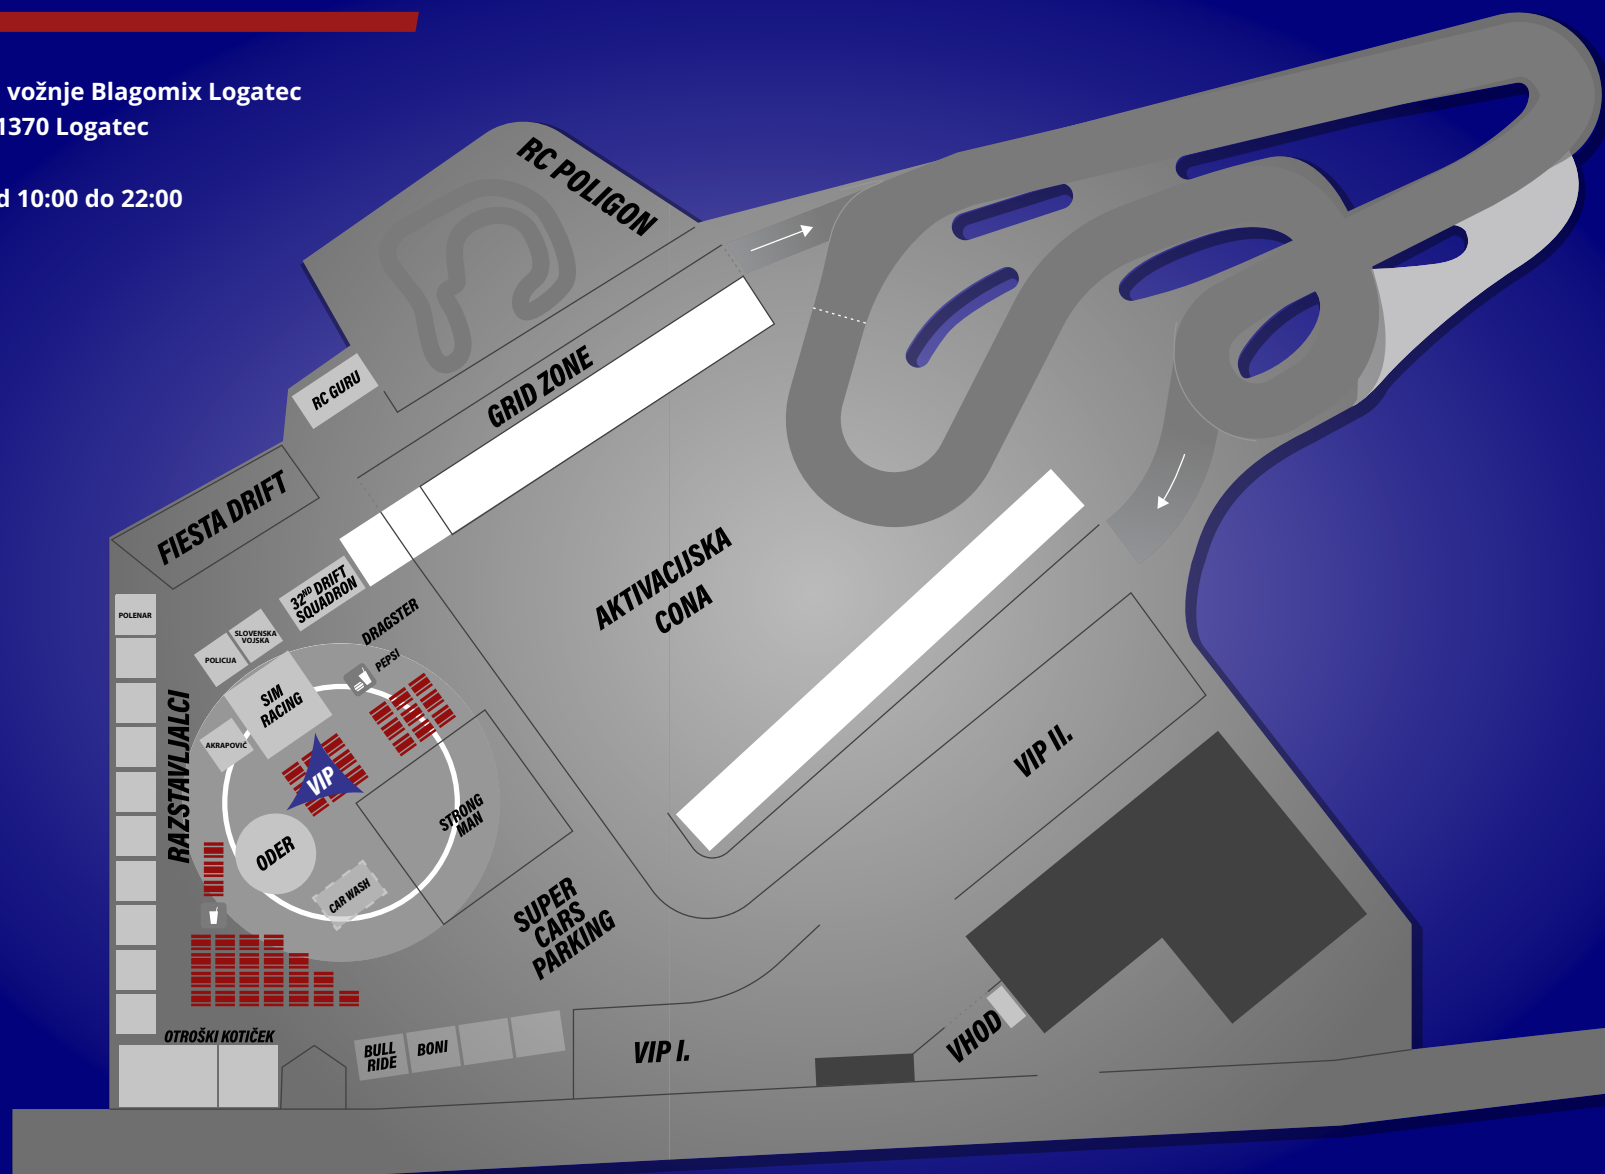 vožnje Blagomix Logatec
1370 Logatec
d 10:00 do 22:00
RC POLIGON
RC GURU
GRID ZONE
FIESTA DRIFT
32ND DRIFT
SQUADRON
DRAGSTER
AKTIVACIJSKA
CONA
POLENAR
SLOVENSKA
VOJSKA
POLICIJA
PEPSI
SIM
RACING
RAZSTAVLJALCI
AKRAPOVIČ
VIP
STRONG
MAN
ODER
CAR WASH
SUPER
CARS
PARKING
VIP II.
OTROŠKI KOTIČEK
BULL
RIDE
BONI
VIP I.
VHOD